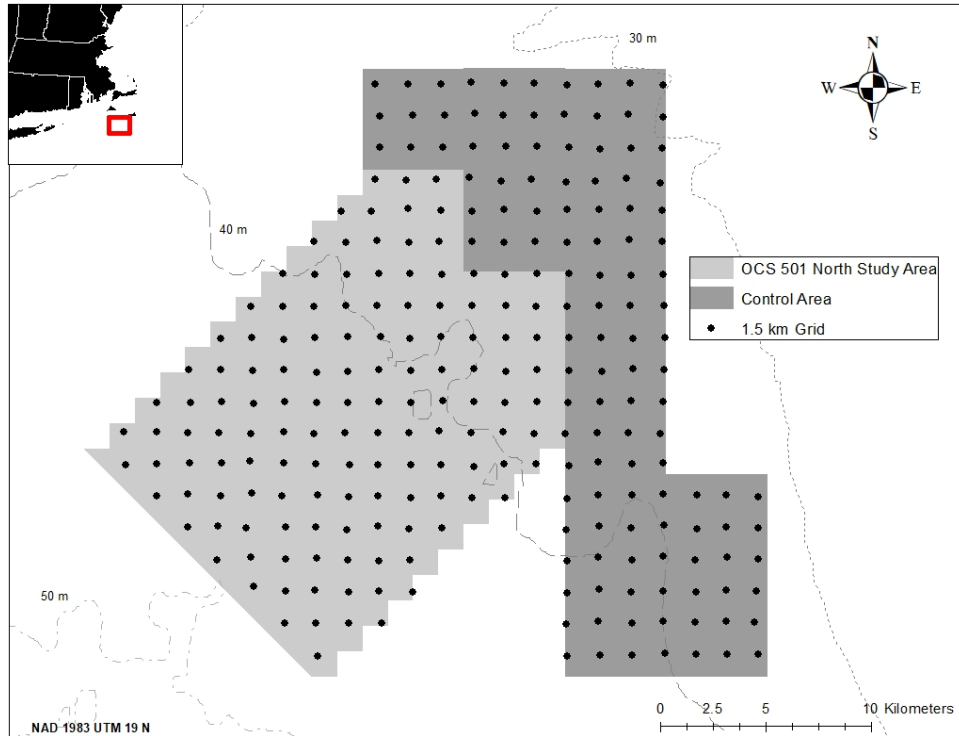 30 m
N
W
E
S
40 m
OCS 501 North Study Area
Control Area
1.5 km Grid
50 m
0 2.5 5 10 Kilometers
NAD 1983 UTM 19 N